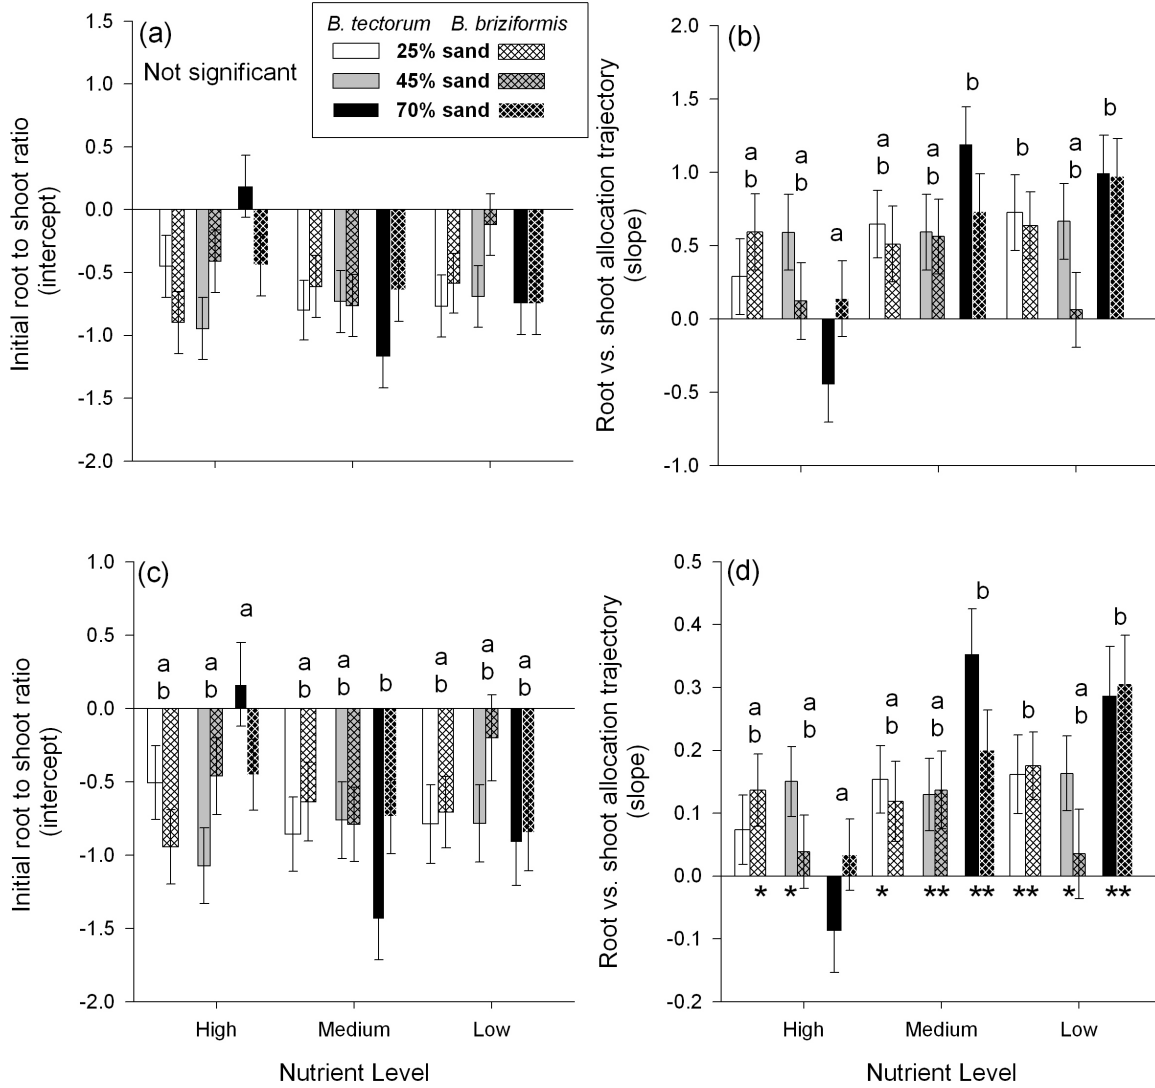 (a)
Not significant
B. tectorum B. briziformis
25% sand
45% sand
70% sand
1.5
1.0
0.5
0.0
-0.5
-1.0
-1.5
-2.0
Initial root to shoot ratio
(intercept)
(b)
2.0
1.5
1.0
0.5
0.0
-0.5
-1.0
Root vs. shoot allocation trajectory
(slope)
a b
a b
a
a b
a b
b
b
a b
b
(c)
1.0
0.5
0.0
-0.5
-1.0
-1.5
-2.0
Initial root to shoot ratio
(intercept)
a b
a b
a
a b
a b
b
a b
a b
a b
High Medium Low
Nutrient Level
(d)
0.5
0.4
0.3
0.2
0.1
0.0
-0.1
-0.2
Root vs. shoot allocation trajectory
(slope)
a b
a b
a
a b
a b
b
b
a b
b
* * * ** ** ** * **
High Medium Low
Nutrient Level